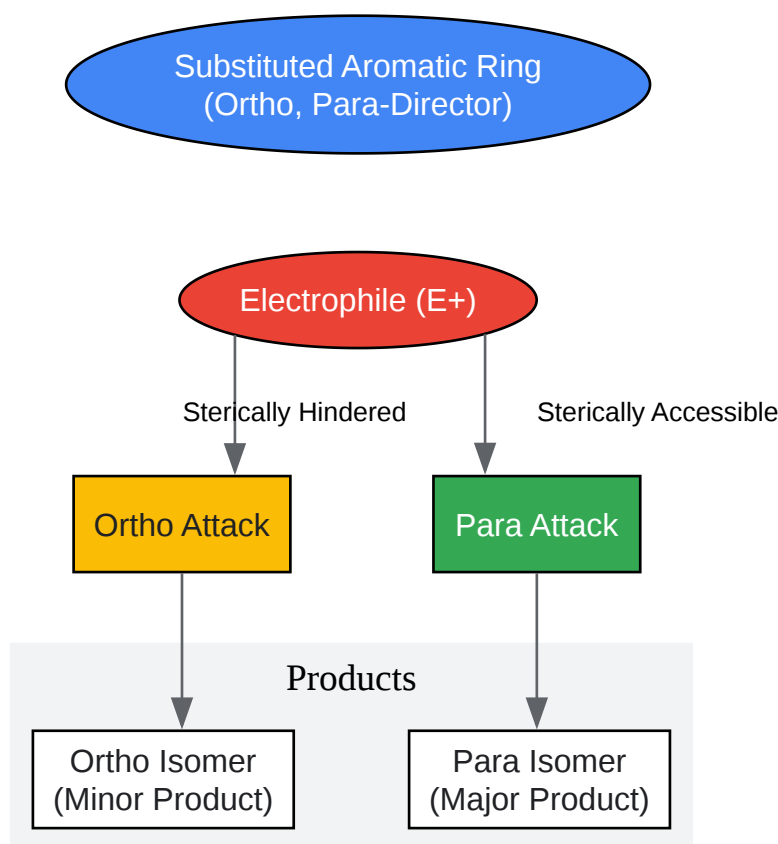 Substituted Aromatic Ring
(Ortho, Para-Director)
Electrophile (E+)
Sterically Hindered
Sterically Accessible
Ortho Attack
Para Attack
Products
Ortho Isomer
(Minor Product)
Para Isomer
(Major Product)